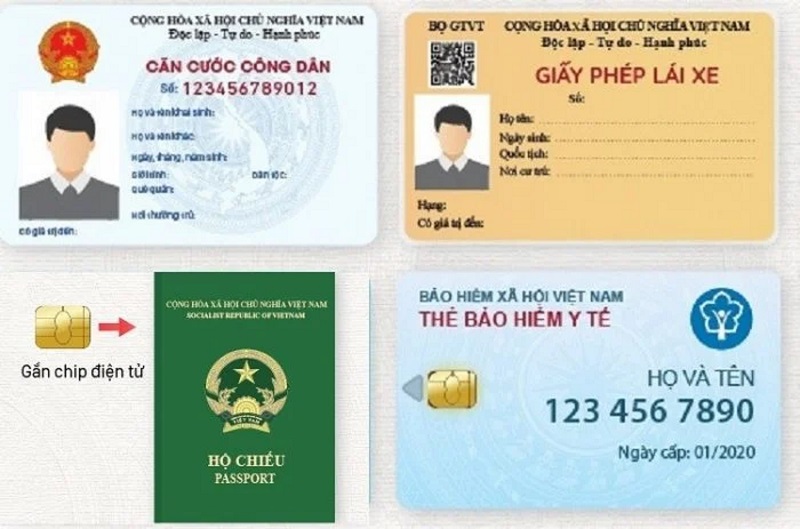 CỘNG HÒA XÃ HỘI CHỦ NGHĨA VIỆT NAM
Độc lập - Tự do - Hạnh phúc
CĂN CƯỚC CÔNG DÂN
Số: 123456789012
Họ và tên khai sinh:
Họ và tên khác:
Ngày, tháng, năm sinh:
Giới tính: Dân tộc:
Quê quán:
Nơi thường trú:
Có giá trị đến:
BỘ GTVT CỘNG HÒA XÃ HỘI CHỦ NGHĨA VIỆT NAM
Độc lập - Tự do - Hạnh phúc
GIẤY PHÉP LÁI XE
Số:
Họ tên:
Ngày sinh:
Quốc tịch:
Nơi cư trú:
Hạng:
Có giá trị đến:
Gắn chip điện tử
CỘNG HÒA XÃ HỘI CHỦ NGHĨA VIỆT NAM
SOCIALIST REPUBLIC OF VIETNAM
VIỆT NAM
HỘ CHIẾU
PASSPORT
BẢO HIỂM XÃ HỘI VIỆT NAM
THẺ BẢO HIỂM Y TẾ
HỌ VÀ TÊN
123 456 7890
Ngày cấp: 01/2020